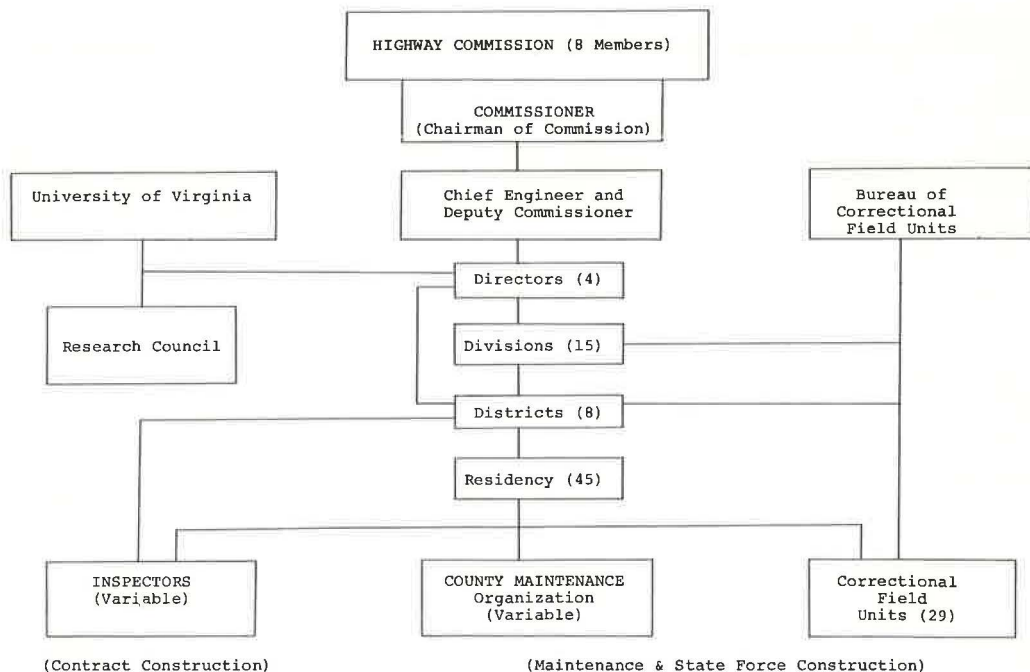 HIGHWAY COMMISSION (8 Members)
COMMISSIONER
(Chairman of Commission)
University of Virginia
Chief Engineer and
Deputy Commissioner
Bureau of
Correctional
Field Units
Directors (4)
Research Council
Divisions (15)
Districts (8)
Residency (45)
INSPECTORS
(Variable)
COUNTY MAINTENANCE
Organization
(Variable)
Correctional
Field
Units (29)
(Contract Construction)
(Maintenance & State Force Construction)